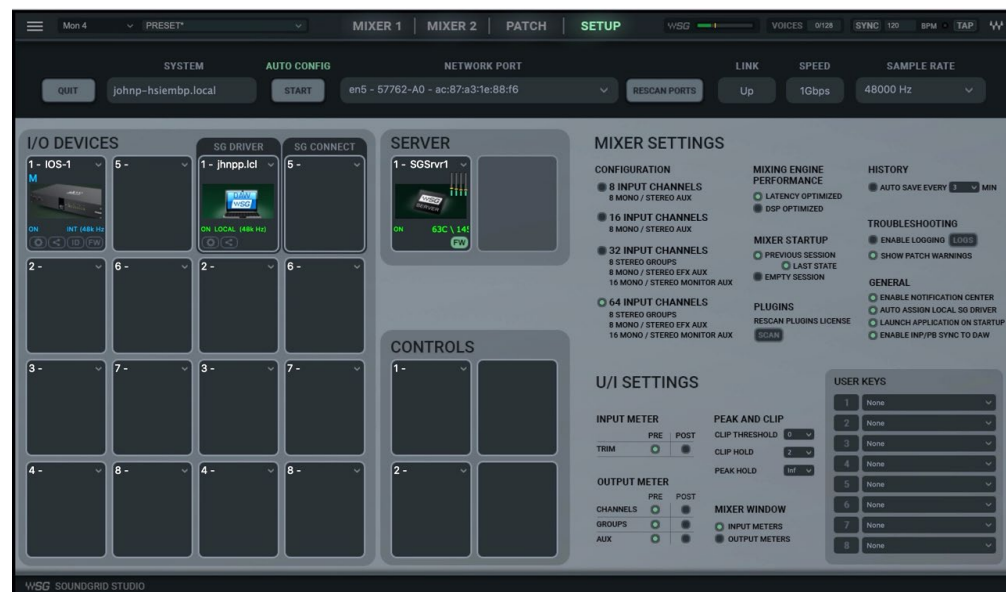 Mon 4 PRESET* MIXER 1 MIXER 2 PATCH SETUP WSG VOICES 0/128 SYNC 120 BPM TAP
SYSTEM AUTO CONFIG NETWORK PORT LINK SPEED SAMPLE RATE
QUIT johnp-hsiembp.local START en5 - 57762-A0 - ac:87:a3:1e:88:f6 RESCAN PORTS Up 1Gbps 48000 Hz
I/O DEVICES
SG DRIVER SG CONNECT
1 - IOS-1 5 - 1 - jhnpp.lcl 5 -
M
DAW
WSG
ON INT (48k Hz ON LOCAL (48k Hz)
ID FW
2 - 6 - 2 - 6 -
3 - 7 - 3 - 7 -
4 - 8 - 4 - 8 -
SERVER
1 - SGSrvr1
WSG
SERVER
ON 63C \ 145
FW
CONTROLS
1 -
2 -
MIXER SETTINGS
CONFIGURATION
8 INPUT CHANNELS
8 MONO / STEREO AUX
16 INPUT CHANNELS
8 MONO / STEREO AUX
32 INPUT CHANNELS
8 STEREO GROUPS
8 MONO / STEREO EFX AUX
16 MONO / STEREO MONITOR AUX
64 INPUT CHANNELS
8 STEREO GROUPS
8 MONO / STEREO EFX AUX
16 MONO / STEREO MONITOR AUX
MIXING ENGINE
PERFORMANCE
LATENCY OPTIMIZED
DSP OPTIMIZED
MIXER STARTUP
PREVIOUS SESSION
LAST STATE
EMPTY SESSION
PLUGINS
RESCAN PLUGINS LICENSE
SCAN
HISTORY
AUTO SAVE EVERY 3 MIN
TROUBLESHOOTING
ENABLE LOGGING LOGS
SHOW PATCH WARNINGS
GENERAL
ENABLE NOTIFICATION CENTER
AUTO ASSIGN LOCAL SG DRIVER
LAUNCH APPLICATION ON STARTUP
ENABLE INP/PB SYNC TO DAW
U/I SETTINGS
INPUT METER
PRE POST
TRIM
OUTPUT METER
PRE POST
CHANNELS
GROUPS
AUX
PEAK AND CLIP
CLIP THRESHOLD 0
CLIP HOLD 2
PEAK HOLD Inf
MIXER WINDOW
INPUT METERS
OUTPUT METERS
USER KEYS
1 None
2 None
3 None
4 None
5 None
6 None
7 None
8 None
WSG SOUNDGRID STUDIO